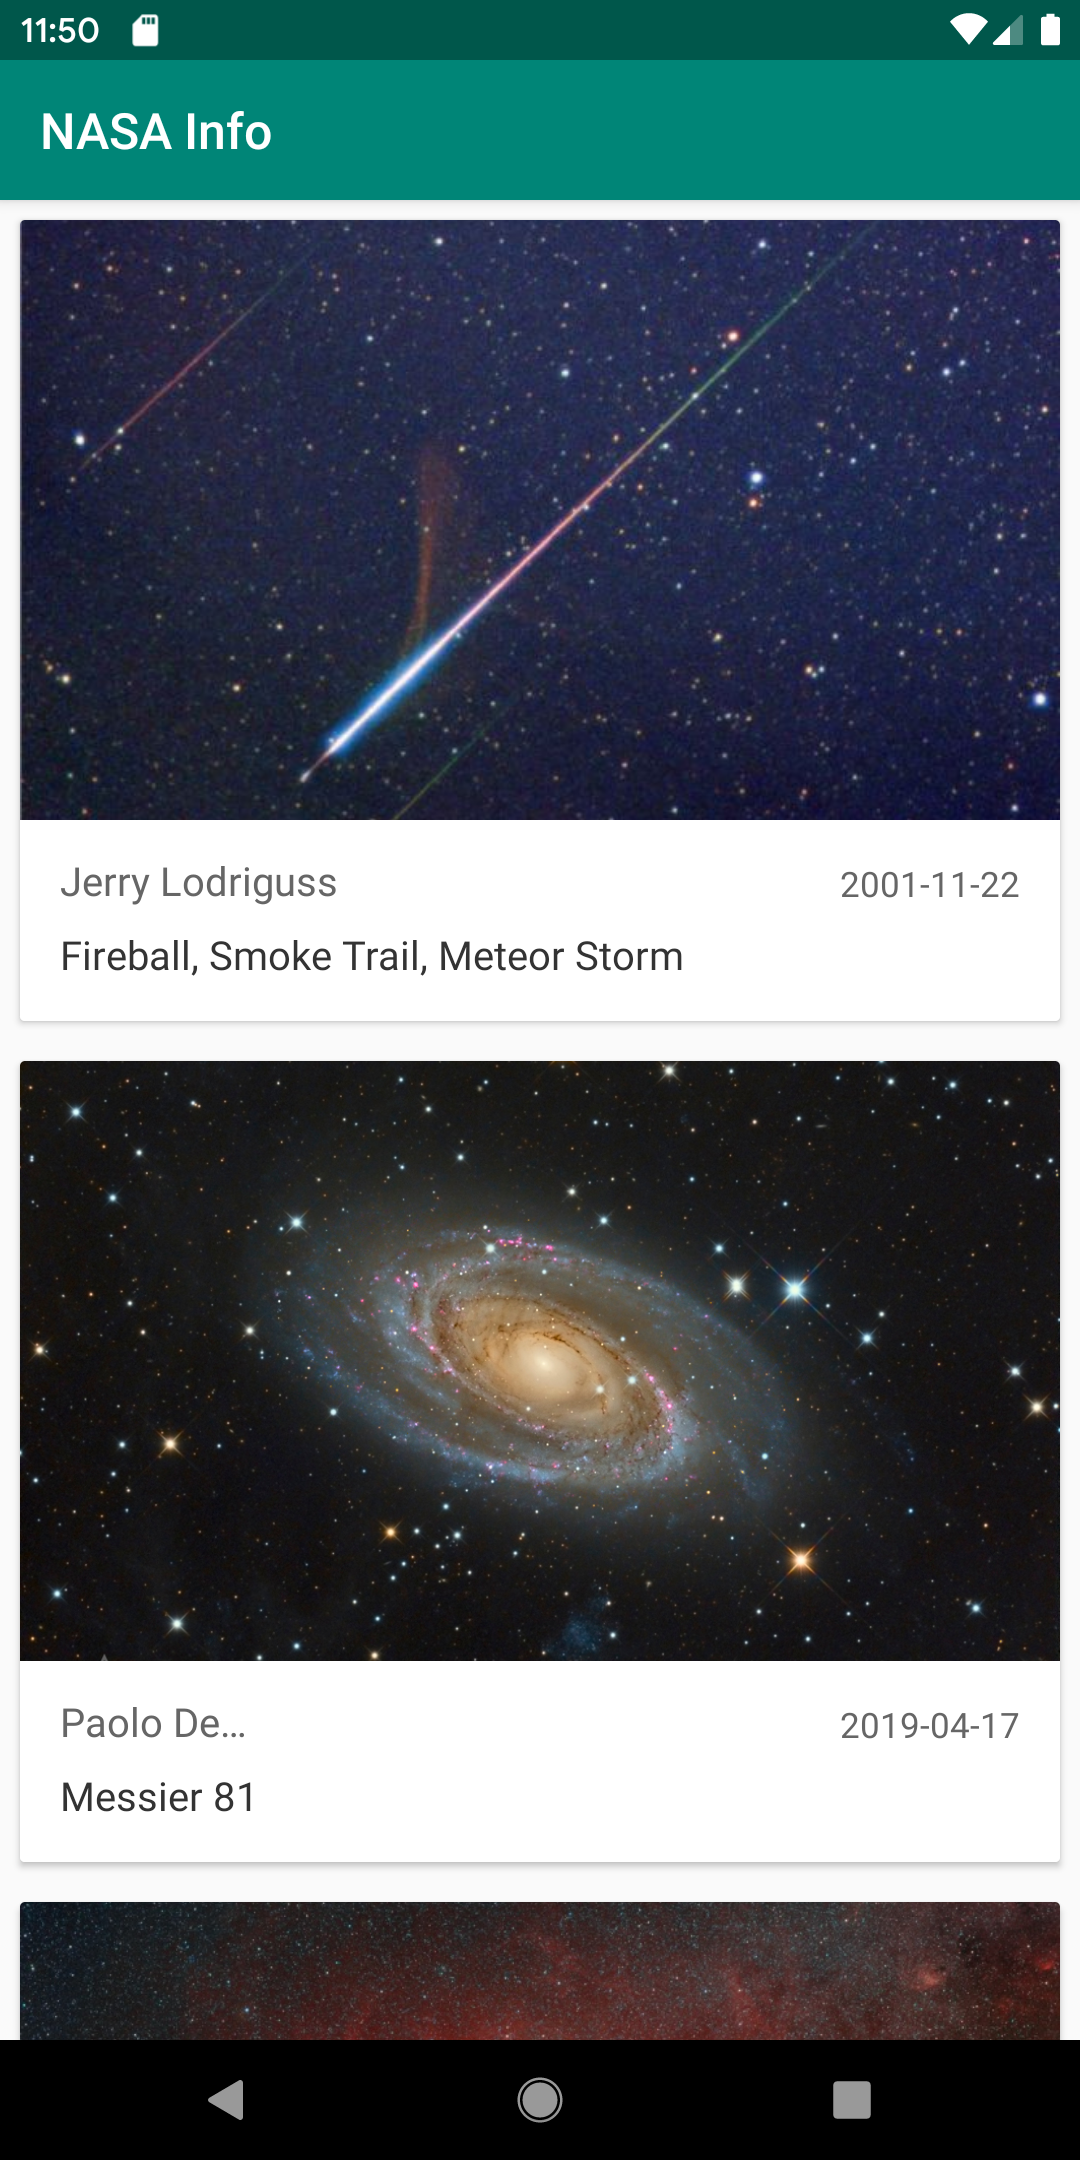 11:50
NASA Info
Jerry Lodriguss 2001-11-22
Fireball, Smoke Trail, Meteor Storm
Paolo De... 2019-04-17
Messier 81